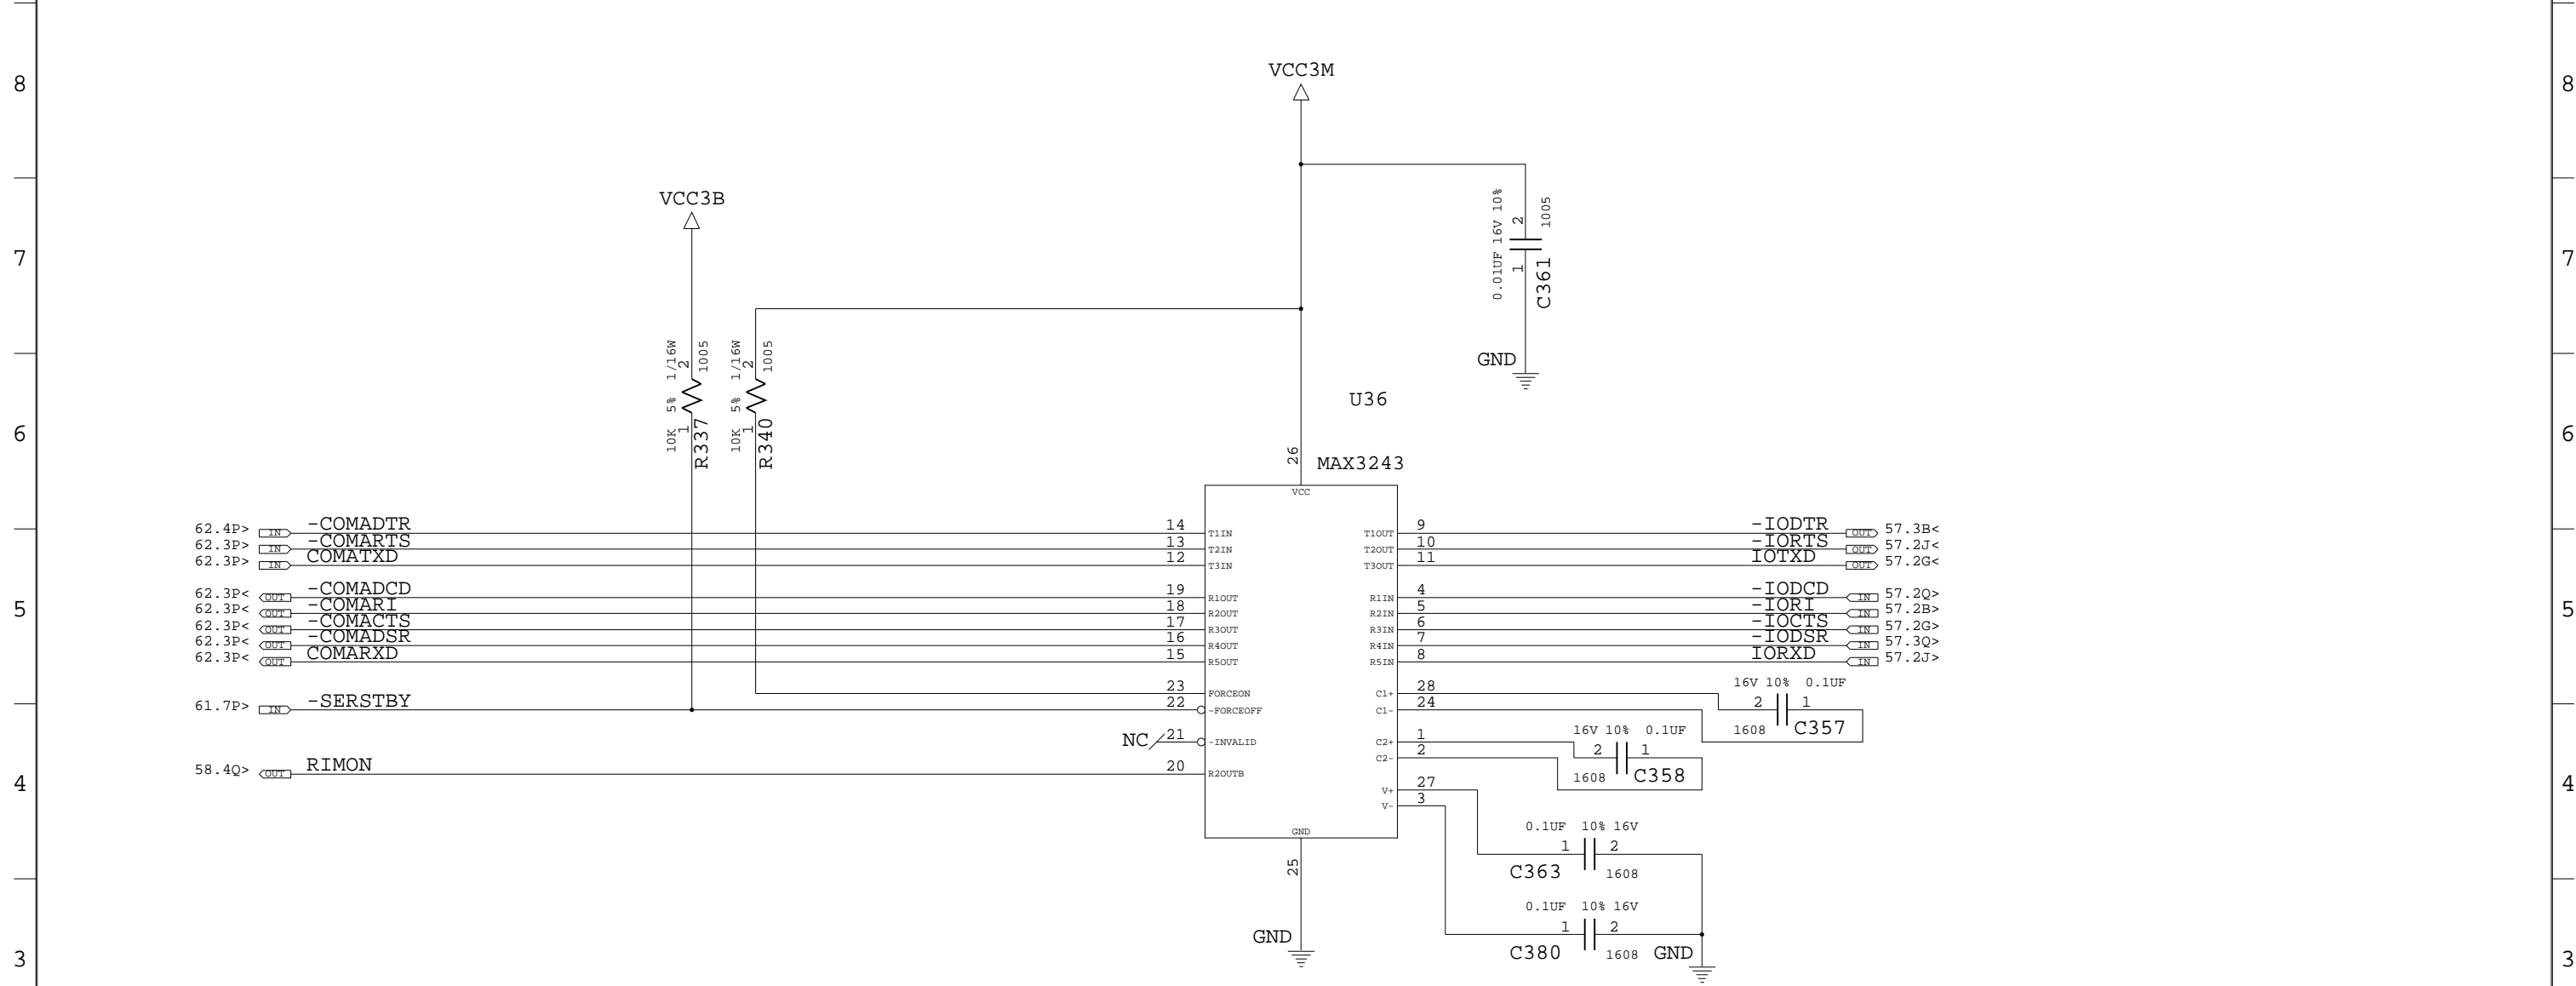 8
VCC3M
8
VCC3B
0.01UF 16V 10%
2
1005
7
1
C361
7
GND
10K 5% 1/16W
2
1005
1
R337
10K 5% 1/16W
2
1005
1
R340
6
U36
6
26
MAX3243
VCC
62.4P> IN -COMADTR 14 T1IN T1OUT 9 -IODTR OUT 57.3B<
62.3P> IN -COMARTS 13 T2IN T2OUT 10 -IORTS OUT 57.2J<
62.3P> IN COMATXD 12 T3IN T3OUT 11 IOTXD OUT 57.2G<
62.3P< OUT -COMADCD 19 R1OUT R1IN 4 -IODCD IN 57.2Q>
5
62.3P< OUT -COMARI 18 R2OUT R2IN 5 -IORI IN 57.2B>
5
62.3P< OUT -COMACTS 17 R3OUT R3IN 6 -IOCTS IN 57.2G>
62.3P< OUT -COMADSR 16 R4OUT R4IN 7 -IODSR IN 57.3Q>
62.3P< OUT COMARXD 15 R5OUT R5IN 8 IORXD IN 57.2J>
23 FORCEON C1+ 28
16V 10% 0.1UF
61.7P> IN -SERSTBY 22 -FORCEOFF C1- 24
2 1
1608 C357
NC 21 -INVALID C2+ 1
16V 10% 0.1UF
C2- 2
2 1
1608 C358
58.4Q> OUT RIMON 20 R2OUTB
4
V+ 27
V- 3
4
GND
0.1UF 10% 16V
1 2
C363 1608
25
0.1UF 10% 16V
1 2
C380 1608 GND
GND
3
3